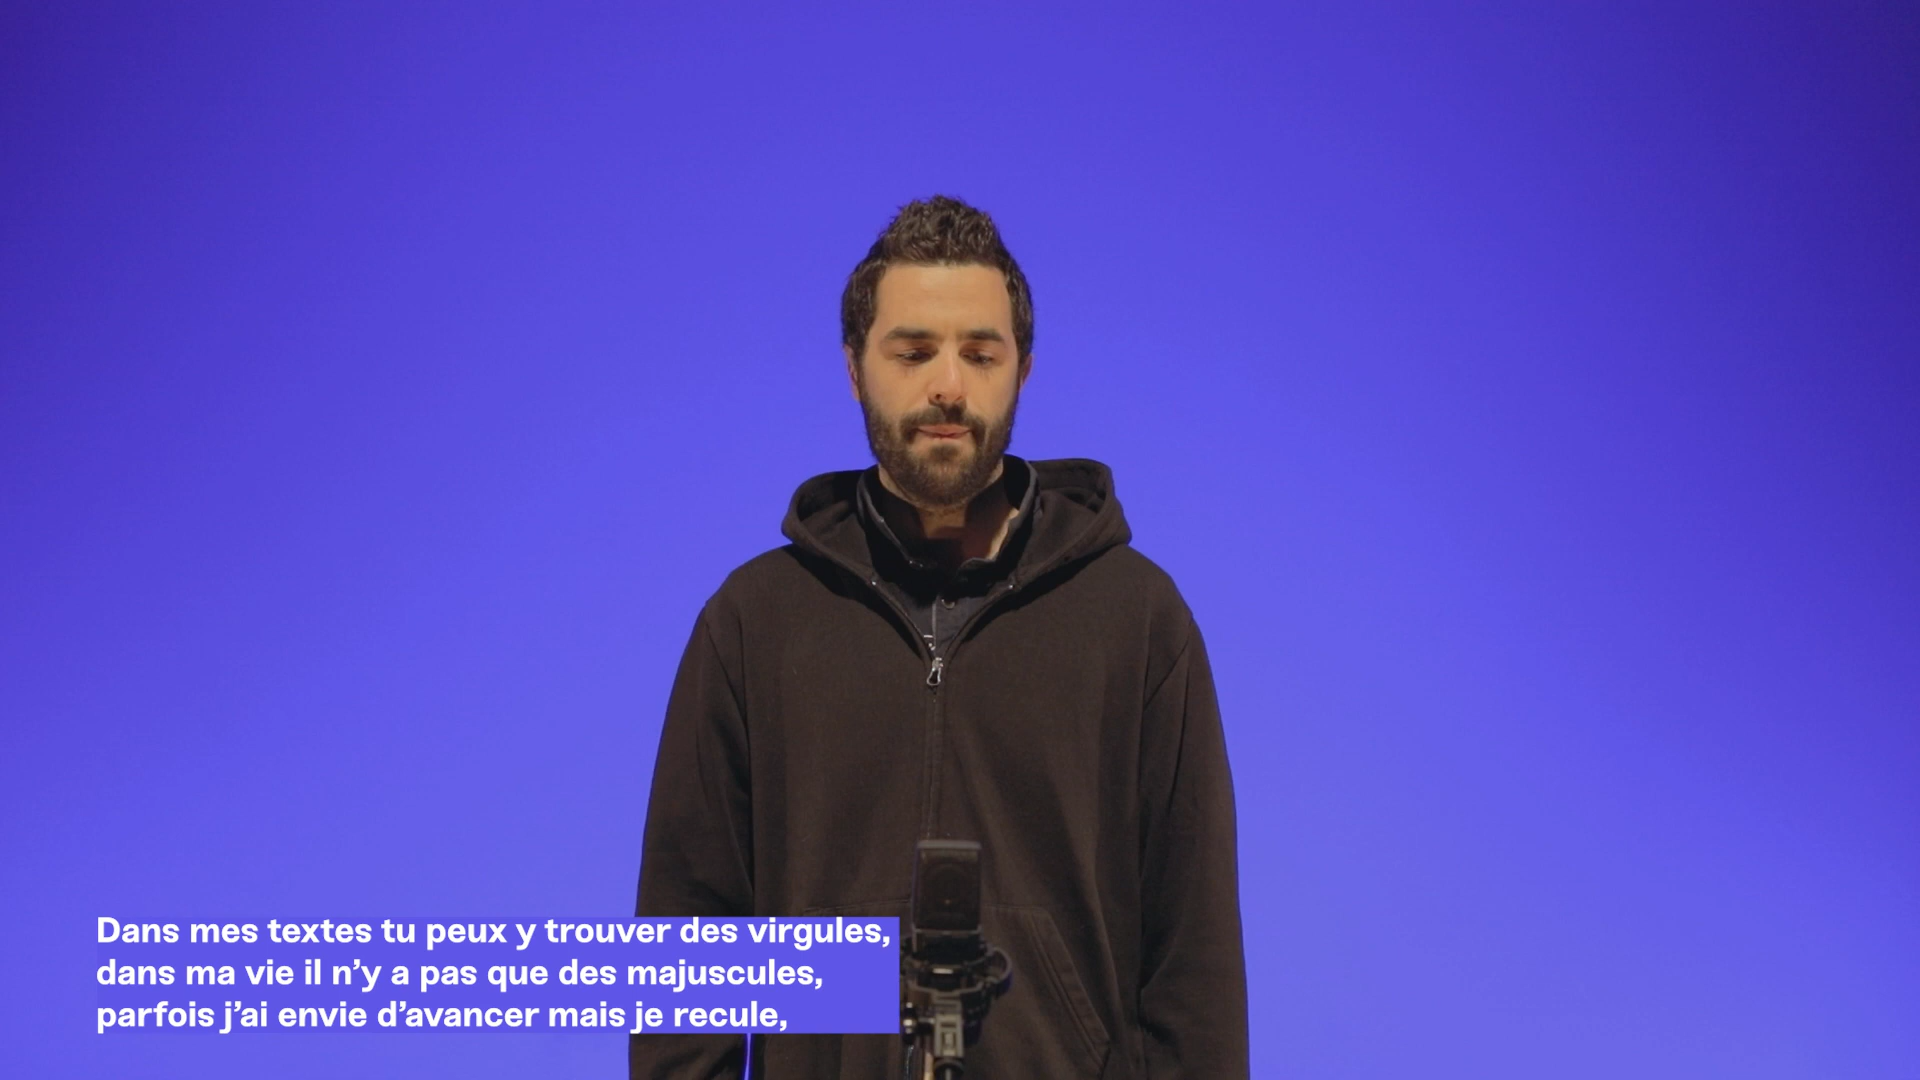 Dans mes textes tu peux y trouver des virgules,
dans ma vie il n’y a pas que des majuscules,
parfois j’ai envie d’avancer mais je recule,